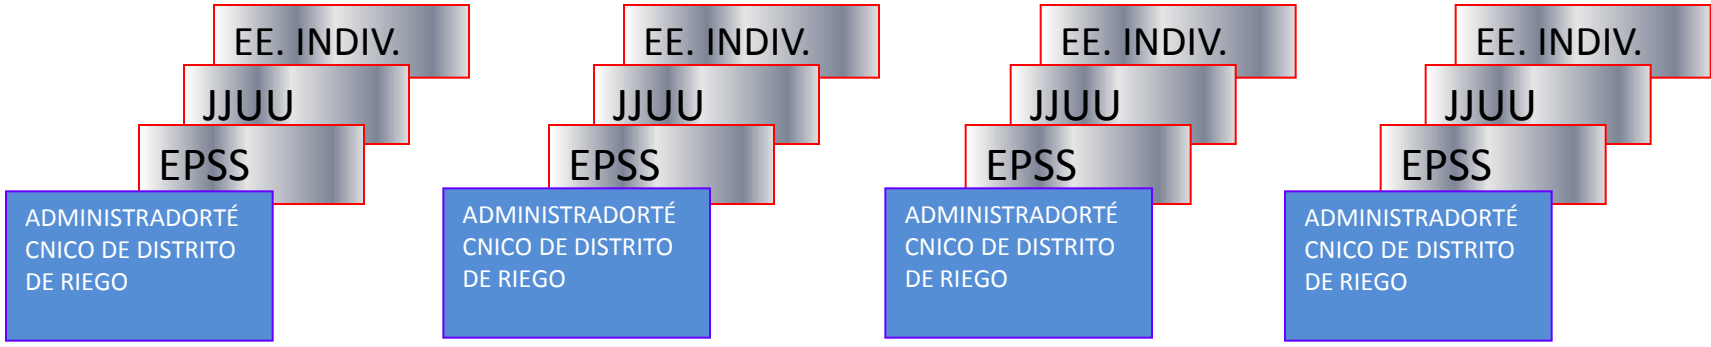 EE. INDIV.
JJUU
EPSS
ADMINISTRADORTÉ
CNICO DE DISTRITO
DE RIEGO
EE. INDIV.
JJUU
EPSS
ADMINISTRADORTÉ
CNICO DE DISTRITO
DE RIEGO
EE. INDIV.
JJUU
EPSS
ADMINISTRADORTÉ
CNICO DE DISTRITO
DE RIEGO
EE. INDIV.
JJUU
EPSS
ADMINISTRADORTÉ
CNICO DE DISTRITO
DE RIEGO